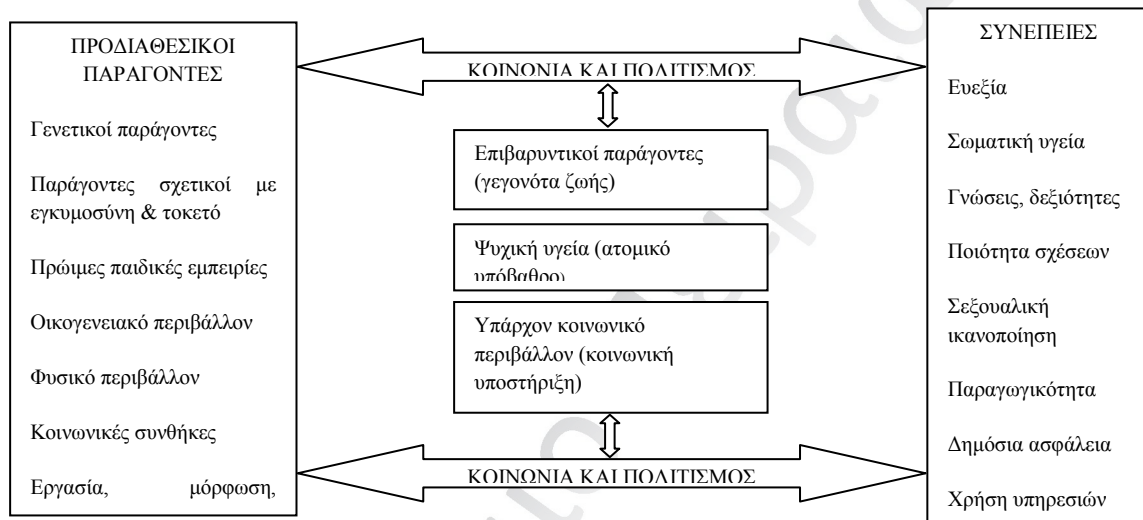 ΠΡΟΔΙΑΘΕΣΙΚΟΙ
ΠΑΡΑΓΟΝΤΕΣ
Γενετικοί παράγοντες
Παράγοντες σχετικοί με
εγκυμοσύνη & τοκετό
Πρώιμες παιδικές εμπειρίες
Οικογενειακό περιβάλλον
Φυσικό περιβάλλον
Κοινωνικές συνθήκες
Εργασία, μόρφωση,
ΚΟΙΝΩΝΙΑ ΚΑΙ ΠΟΛΙΤΙΣΜΟΣ
Επιβαρυντικοί παράγοντες
(γεγονότα ζωής)
Ψυχική υγεία (ατομικό
υπόβαθρο)
Υπάρχον κοινωνικό
περιβάλλον (κοινωνική
υποστήριξη)
ΚΟΙΝΩΝΙΑ ΚΑΙ ΠΟΛΙΤΙΣΜΟΣ
ΣΥΝΕΠΕΙΕΣ
Ευεξία
Σωματική υγεία
Γνώσεις, δεξιότητες
Ποιότητα σχέσεων
Σεξουαλική
ικανοποίηση
Παραγωγικότητα
Δημόσια ασφάλεια
Χρήση υπηρεσιών